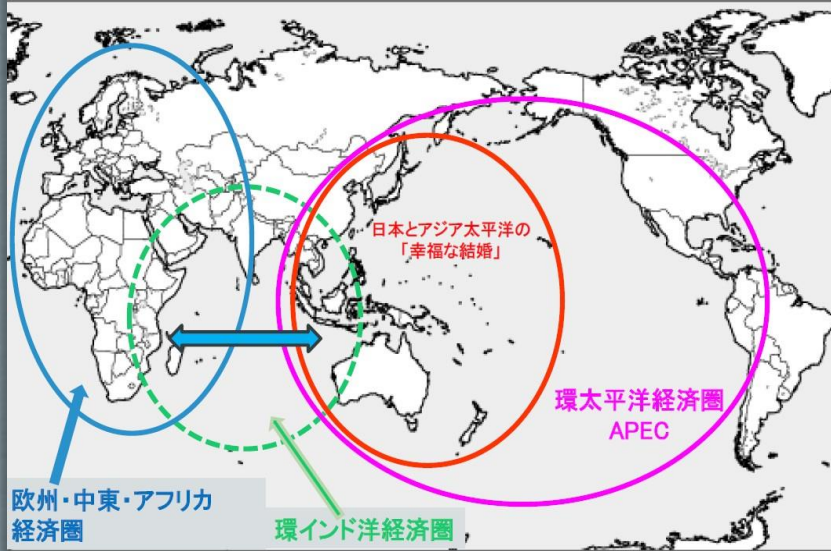 日本とアジア太平洋の
「幸福な結婚」
環太平洋経済圏
APEC
欧州・中東・アフリカ
経済圏
環インド洋経済圏